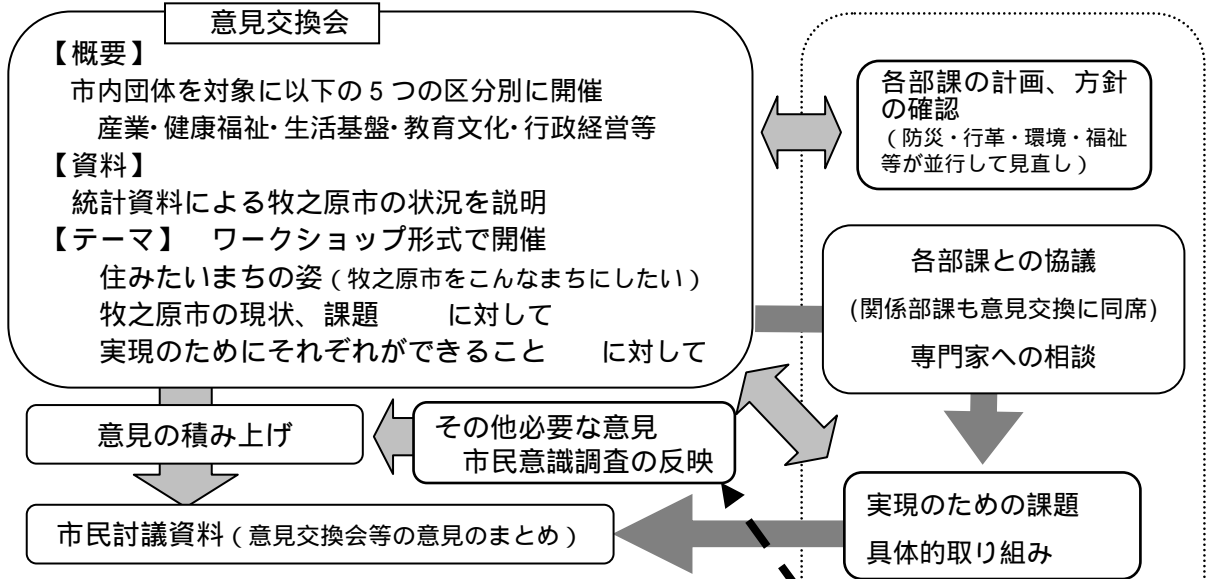 意見交換会
【概要】
市内団体を対象に以下の5つの区分別に開催
産業･健康福祉･生活基盤･教育文化･行政経営等
【資料】
統計資料による牧之原市の状況を説明
【テーマ】　ワークショップ形式で開催
住みたいまちの姿（牧之原市をこんなまちにしたい）
牧之原市の現状、課題　　に対して
実現のためにそれぞれができること　　に対して
各部課の計画、方針
の確認
（防災・行革・環境・福祉
等が並行して見直し）
各部課との協議
(関係部課も意見交換に同席)
専門家への相談
意見の積み上げ
その他必要な意見
市民意識調査の反映
市民討議資料（意見交換会等の意見のまとめ）
実現のための課題
具体的取り組み